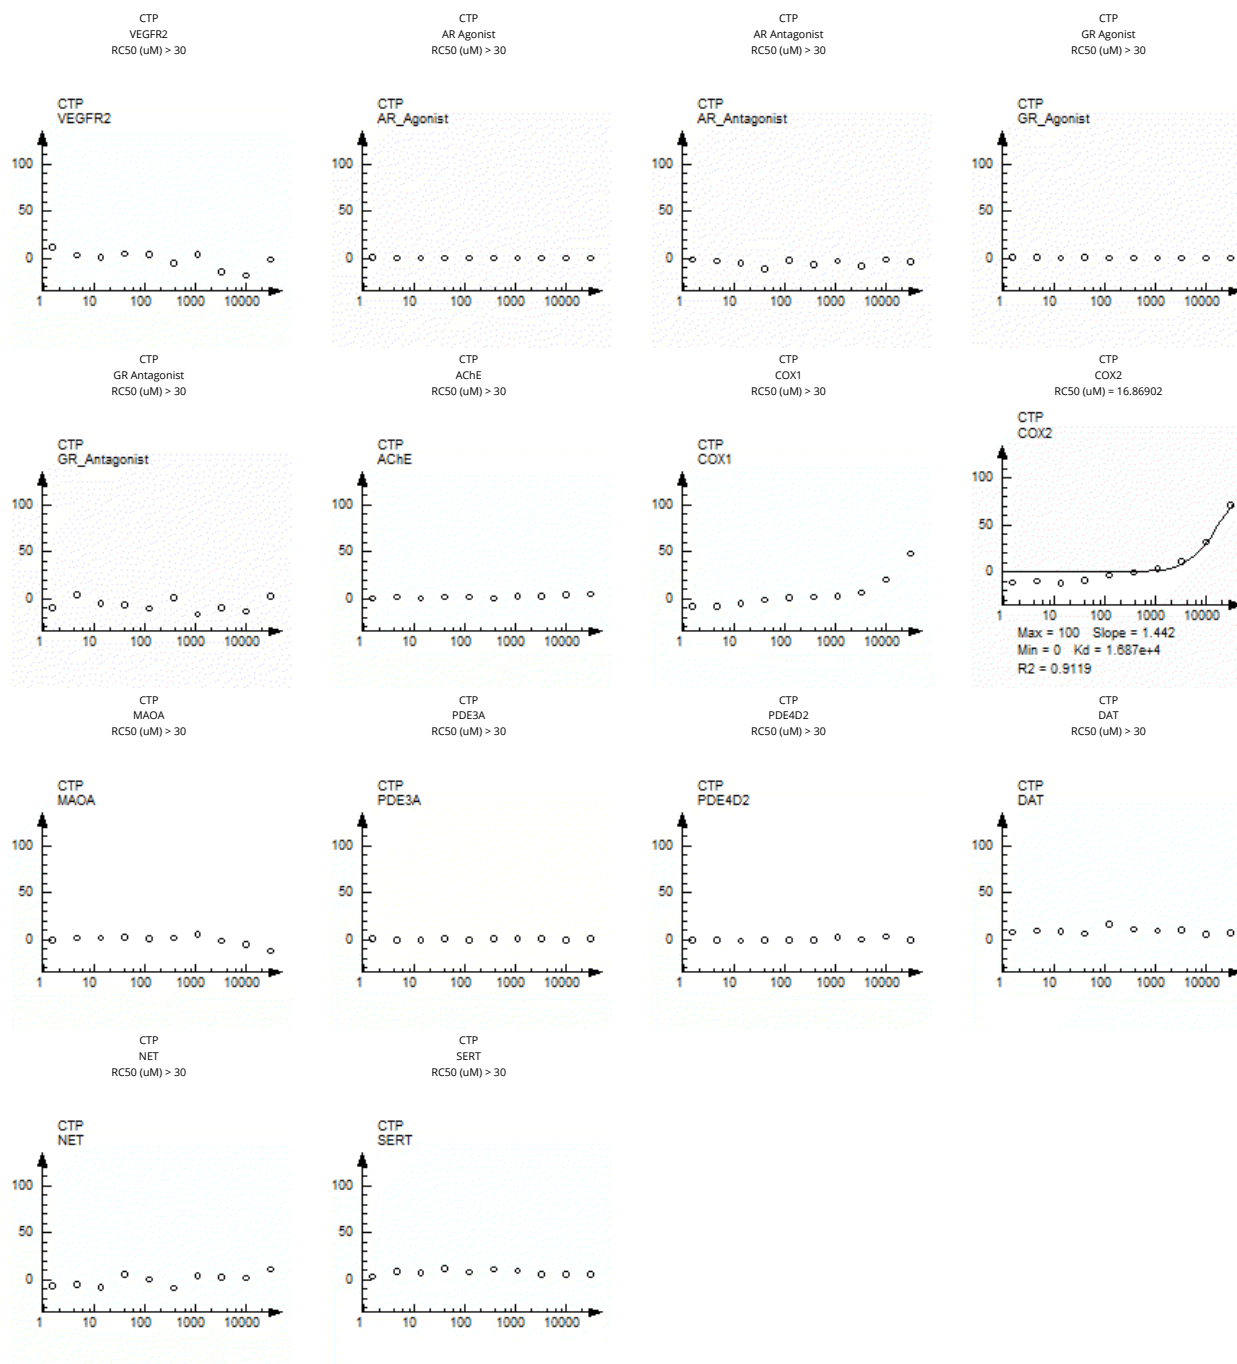 CTP
VEGFR2
RC50 (uM) > 30
CTP
VEGFR2
100
50
0
1 10 100 1000 10000
CTP
AR Agonist
RC50 (uM) > 30
CTP
AR_Agonist
100
50
0
1 10 100 1000 10000
CTP
AR Antagonist
RC50 (uM) > 30
CTP
AR_Antagonist
100
50
0
1 10 100 1000 10000
CTP
GR Agonist
RC50 (uM) > 30
CTP
GR_Agonist
100
50
0
1 10 100 1000 10000
CTP
GR Antagonist
RC50 (uM) > 30
CTP
GR_Antagonist
100
50
0
1 10 100 1000 10000
CTP
AChE
RC50 (uM) > 30
CTP
AChE
100
50
0
1 10 100 1000 10000
CTP
COX1
RC50 (uM) > 30
CTP
COX1
100
50
0
1 10 100 1000 10000
CTP
COX2
RC50 (uM) = 16.86902
CTP
COX2
100
50
0
1 10 100 1000 10000
Max = 100 Slope = 1.442
Min = 0 Kd = 1.687e+4
R2 = 0.9119
CTP
MAOA
RC50 (uM) > 30
CTP
MAOA
100
50
0
1 10 100 1000 10000
CTP
PDE3A
RC50 (uM) > 30
CTP
PDE3A
100
50
0
1 10 100 1000 10000
CTP
PDE4D2
RC50 (uM) > 30
CTP
PDE4D2
100
50
0
1 10 100 1000 10000
CTP
DAT
RC50 (uM) > 30
CTP
DAT
100
50
0
1 10 100 1000 10000
CTP
NET
RC50 (uM) > 30
CTP
NET
100
50
0
1 10 100 1000 10000
CTP
SERT
RC50 (uM) > 30
CTP
SERT
100
50
0
1 10 100 1000 10000